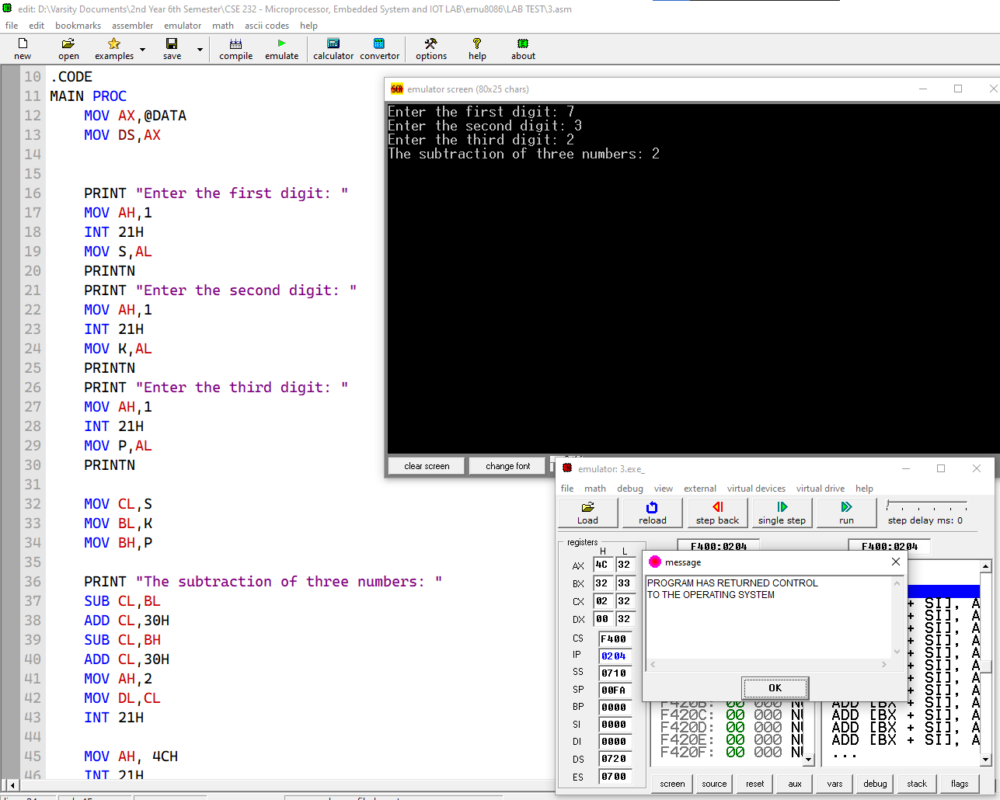 edit: D:\Varsity Documents\2nd Year 6th Semester\CSE 232 - Microprocessor, Embedded System and IOT LAB\emu8086\LAB TEST\3.asm
file edit bookmarks assembler emulator math ascii codes help
new open examples save compile emulate calculator convertor options help about
10 .CODE
11 MAIN PROC
12 MOV AX,@DATA
13 MOV DS,AX
14
15
16 PRINT "Enter the first digit: "
17 MOV AH,1
18 INT 21H
19 MOV S,AL
20 PRINTN
21 PRINT "Enter the second digit: "
22 MOV AH,1
23 INT 21H
24 MOV K,AL
25 PRINTN
26 PRINT "Enter the third digit: "
27 MOV AH,1
28 INT 21H
29 MOV P,AL
30 PRINTN
31
32 MOV CL,S
33 MOV BL,K
34 MOV BH,P
35
36 PRINT "The subtraction of three numbers: "
37 SUB CL,BL
38 ADD CL,30H
39 SUB CL,BH
40 ADD CL,30H
41 MOV AH,2
42 MOV DL,CL
43 INT 21H
44
45 MOV AH, 4CH
46 INT 21H
SCR emulator screen (80x25 chars)
Enter the first digit: 7
Enter the second digit: 3
Enter the third digit: 2
The subtraction of three numbers: 2
clear screen change font
emulator: 3.exe_
file math debug view external virtual devices virtual drive help
Load reload step back single step run step delay ms: 0
registers
F400:0204 F400:0204
H L
AX 4C 32
BX 32 33
CX 02 32
DX 00 32
CS F400
IP 0204
SS 0710
SP 00FA
BP 0000
SI 0000
DI 0000
DS 0720
ES 0700
message
PROGRAM HAS RETURNED CONTROL
TO THE OPERATING SYSTEM
OK
+ SI], A
+ SI], A
+ SI], A
+ SI], A
+ SI], A
+ SI], A
+ SI], A
+ SI], A
F420B: 00 000 ADD [BX + SI], A
F420C: 00 000 ADD [BX + SI], A
F420D: 00 000 ADD [BX + SI], A
F420E: 00 000 ADD [BX + SI], A
F420F: 00 000 ...
screen source reset aux vars debug stack flags